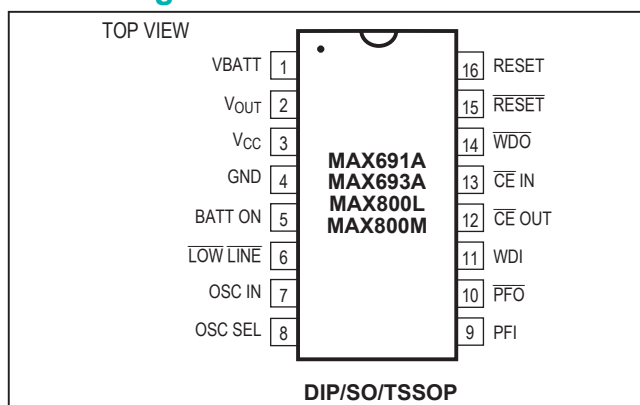 TOP VIEW
VBATT 1
VOUT 2
VCC 3
GND 4
BATT ON 5
LOW LINE 6
OSC IN 7
OSC SEL 8
MAX691A
MAX693A
MAX800L
MAX800M
16 RESET
15 RESET
14 WDO
13 CE IN
12 CE OUT
11 WDI
10 PFO
9 PFI
DIP/SO/TSSOP